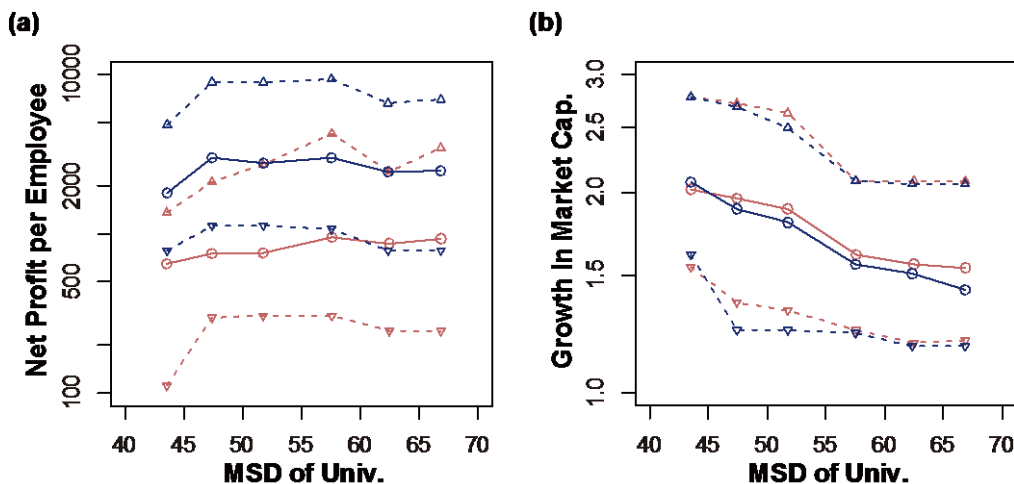 (a)
Net Profit per Employee
10000
2000
500
100
40 45 50 55 60 65 70
MSD of Univ.
(b)
Growth In Market Cap.
3.0
2.5
2.0
1.5
1.0
40 45 50 55 60 65 70
MSD of Univ.